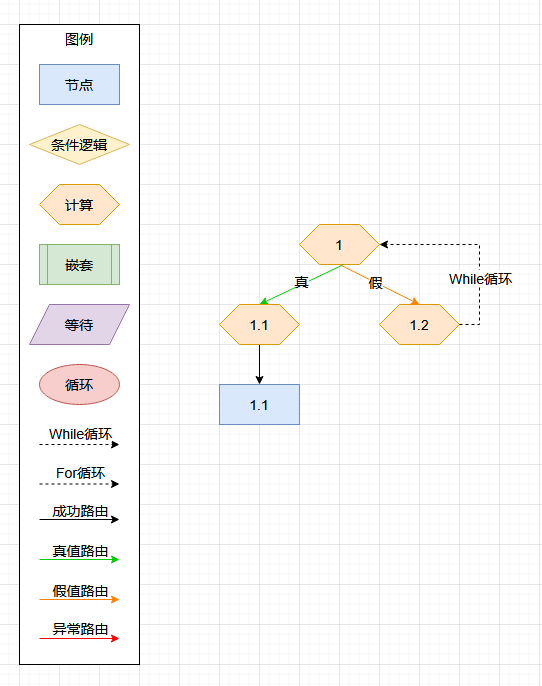 图例
节点
条件逻辑
计算
嵌套
等待
循环
While循环
For循环
成功路由
真值路由
假值路由
异常路由
1
真
假
While循环
1.1
1.2
1.1